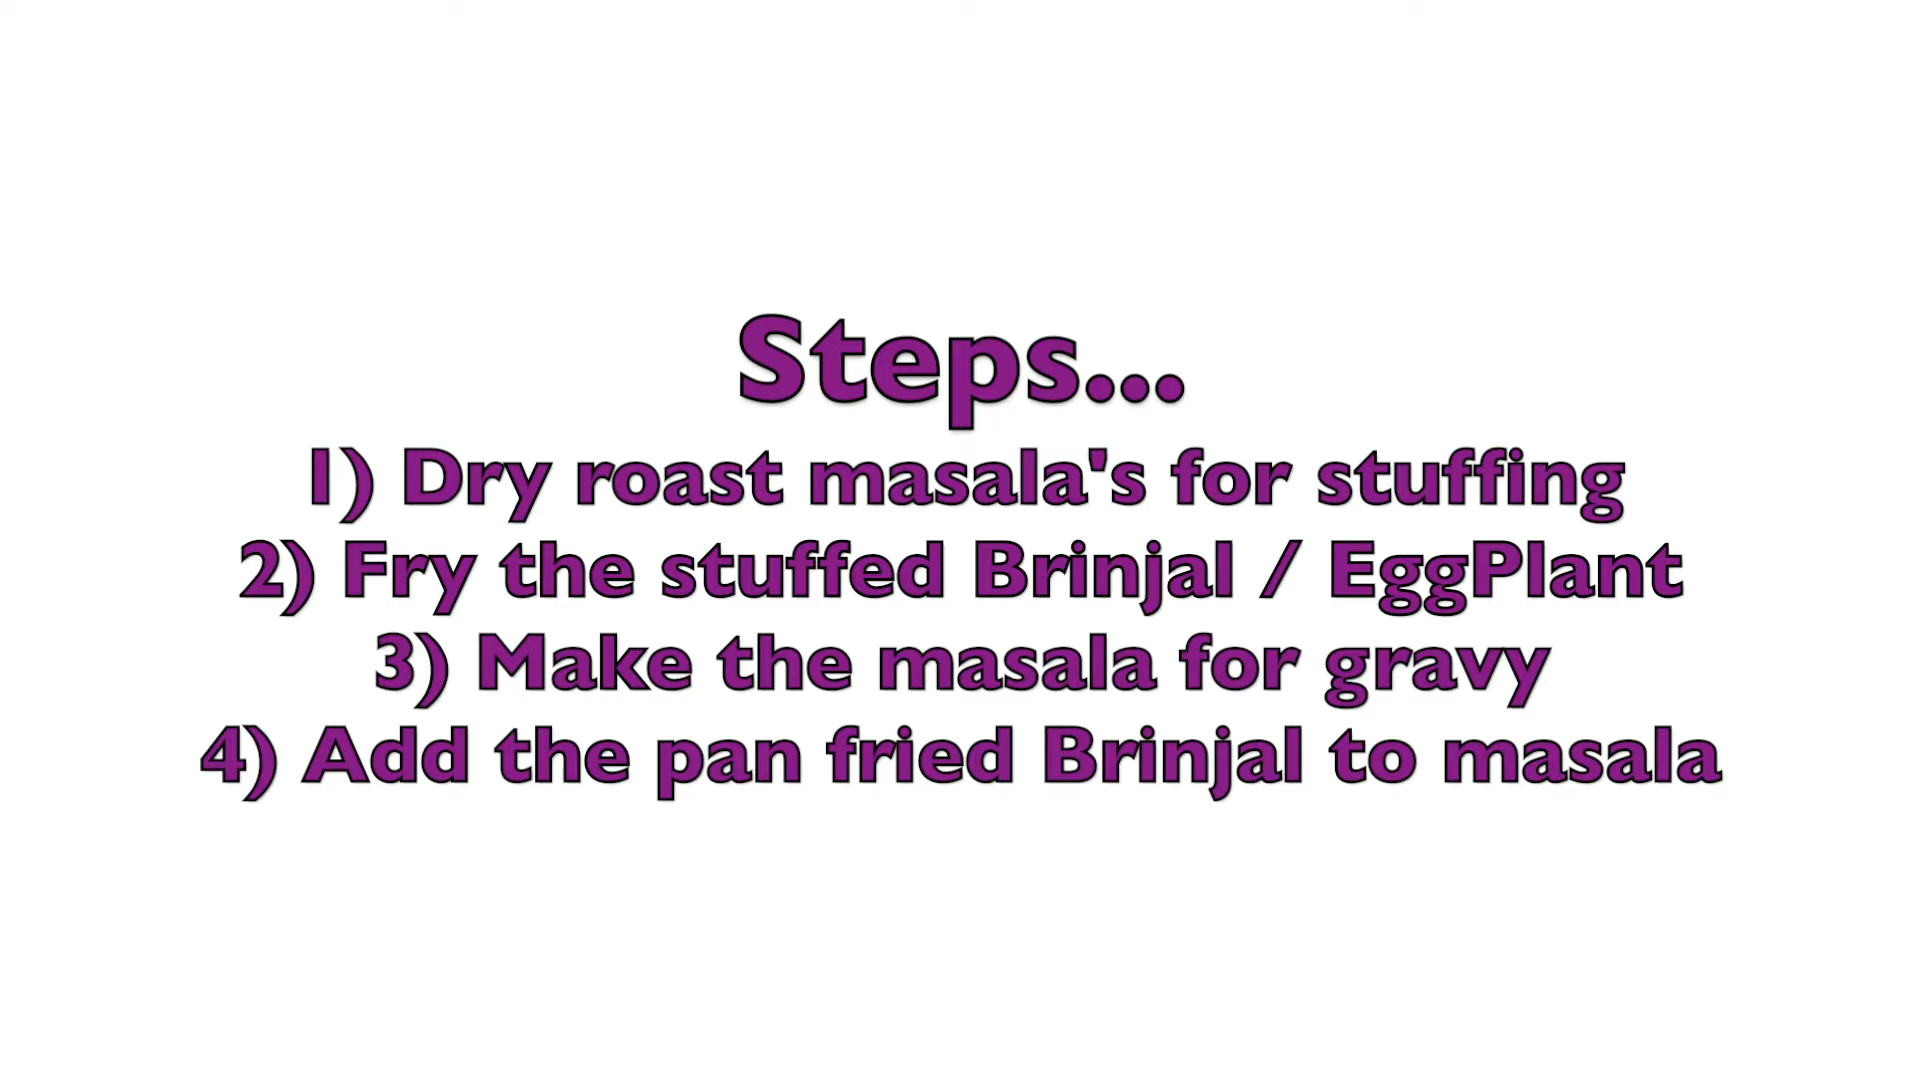 Steps...
1) Dry roast masala's for stuffing
2) Fry the stuffed Brinjal / EggPlant
3) Make the masala for gravy
4) Add the pan fried Brinjal to masala